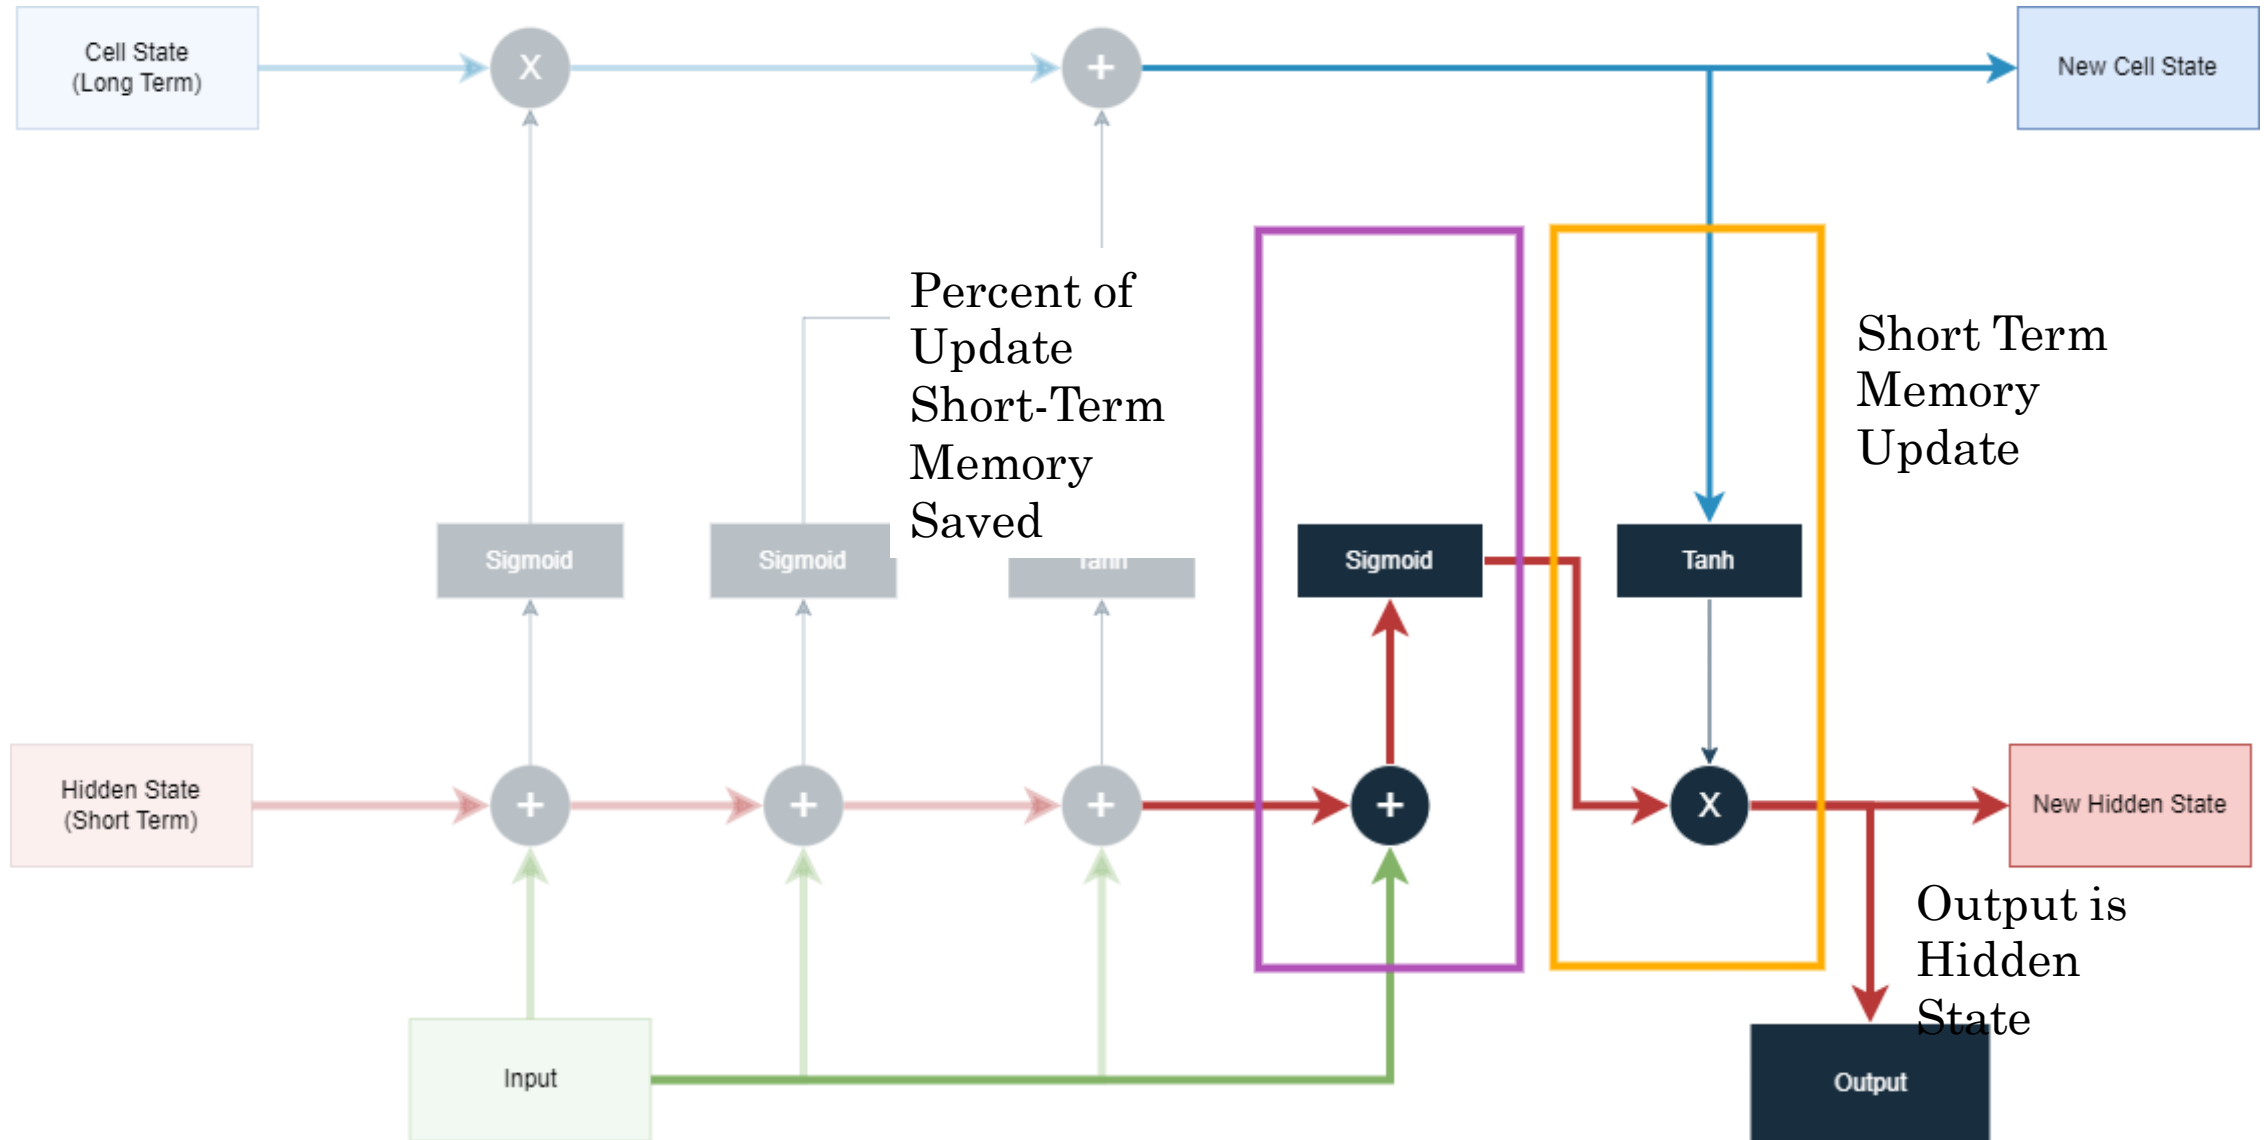 Cell State
(Long Term)
X
+
New Cell State
Percent of
Update
Short-Term
Memory
Saved
Short Term
Memory
Update
Sigmoid
Sigmoid
Tanh
Sigmoid
Tanh
Hidden State
(Short Term)
+
+
+
+
X
New Hidden State
Output is
Hidden
State
Input
Output